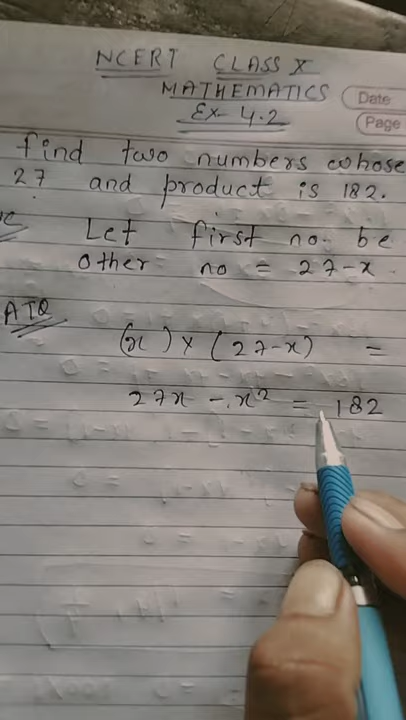 NCERT CLASS X
MATHEMATICS
Ex- 4.2
Date
Page
find two numbers whose
27 and product is 182.
Let first no. be
other no = 27-x
ATQ
(x) × (27-x) =
27x - x² = 182